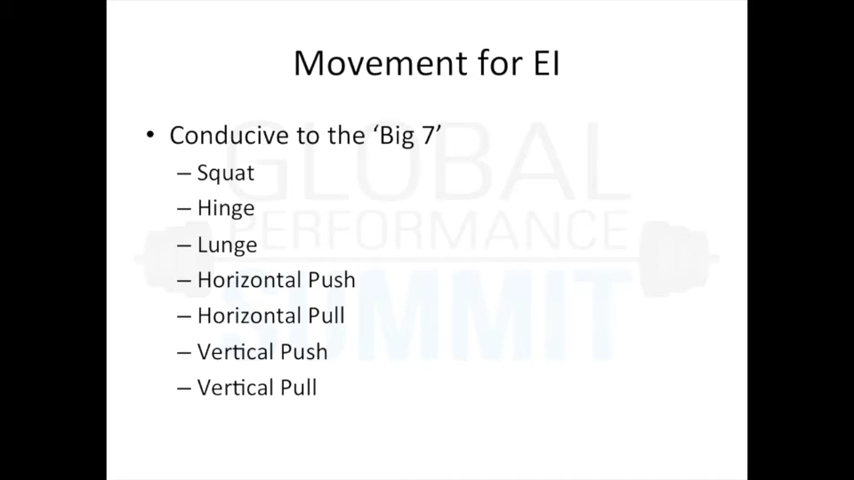 Movement for EI
• Conducive to the ‘Big 7’
– Squat
– Hinge
– Lunge
– Horizontal Push
– Horizontal Pull
– Vertical Push
– Vertical Pull
GLOBAL
PERFORMANCE
SUMMIT